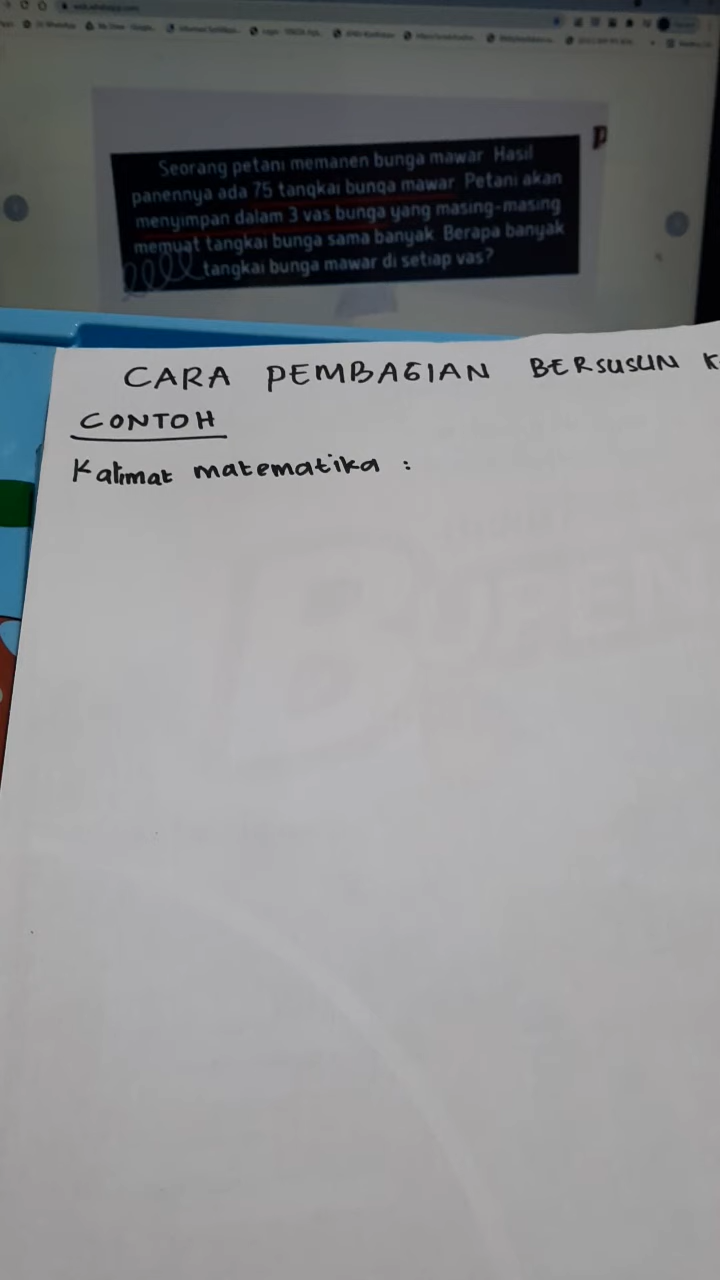 Seorang petani memanen bunga mawar Hasil
panennya ada 75 tangkai bunga mawar Petani akan
menyimpan dalam 3 vas bunga yang masing-masing
memuat tangkai bunga sama banyak Berapa banyak
tangkai bunga mawar di setiap vas?
CARA PEMBAGIAN BERSUSUN K
CONTOH
Kalimat matematika :